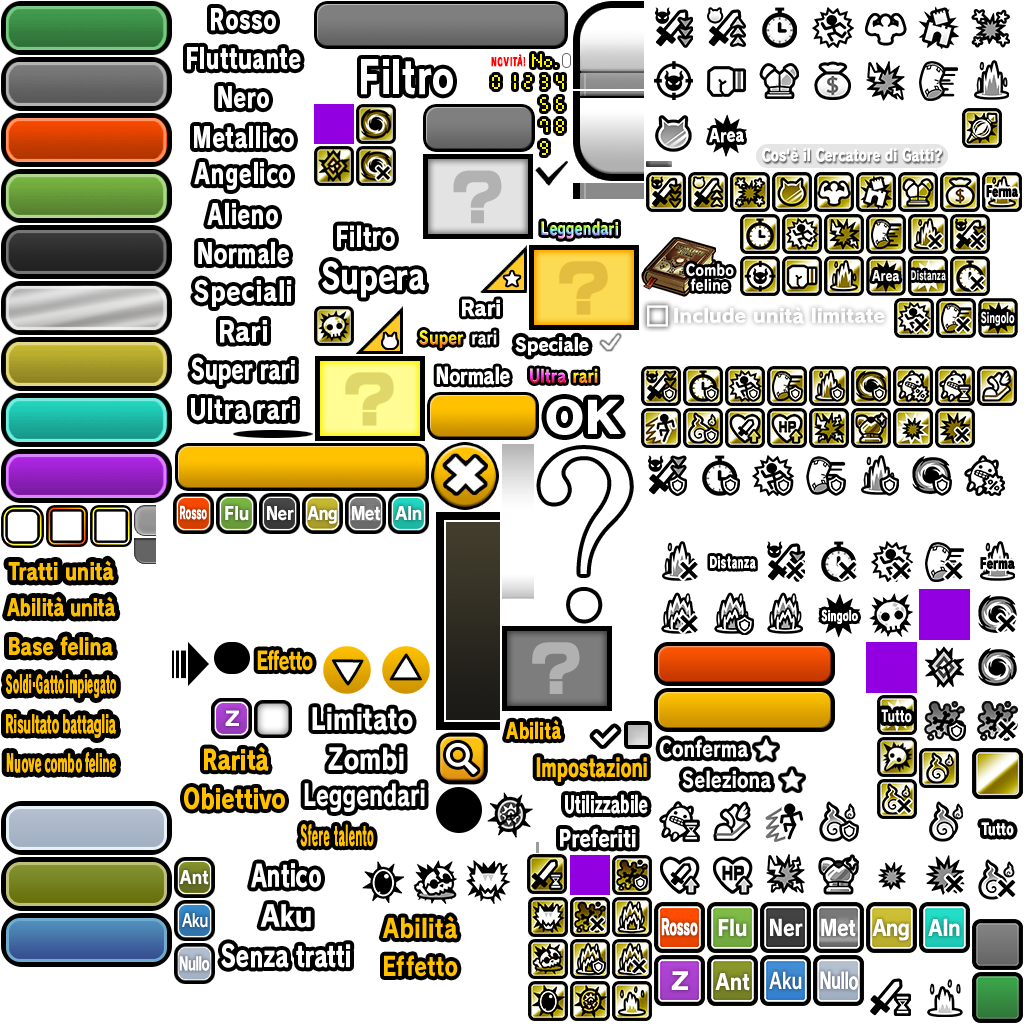 Rosso
Fluttuante
Nero
Metallico
Angelico
Alieno
Normale
Speciali
Rari
Super rari
Ultra rari
Filtro
NOVITÀ! No.
0 1 2 3 4
5 6
7 8
9
Filtro
Supera
Leggendari
Rari
Super rari
Speciale
Normale
Ultra rari
OK
Area
Cos'è il Cercatore di Gatti?
Ferma
Combo
feline
Area
Distanza
Include unità limitate
Singolo
HP
Rosso
Flu
Ner
Ang
Met
Aln
Tratti unità
Abilità unità
Base felina
Soldi·Gatto impiegato
Risultato battaglia
Nuove combo feline
Effetto
Z
Limitato
Rarità
Zombi
Obiettivo
Leggendari
Sfere talento
Abilità
Impostazioni
Utilizzabile
Preferiti
Distanza
Ferma
Singolo
Tutto
Conferma
Seleziona
Tutto
HP
Ant
Aku
Nullo
Antico
Aku
Senza tratti
Abilità
Effetto
Rosso
Flu
Ner
Met
Ang
Aln
Z
Ant
Aku
Nullo